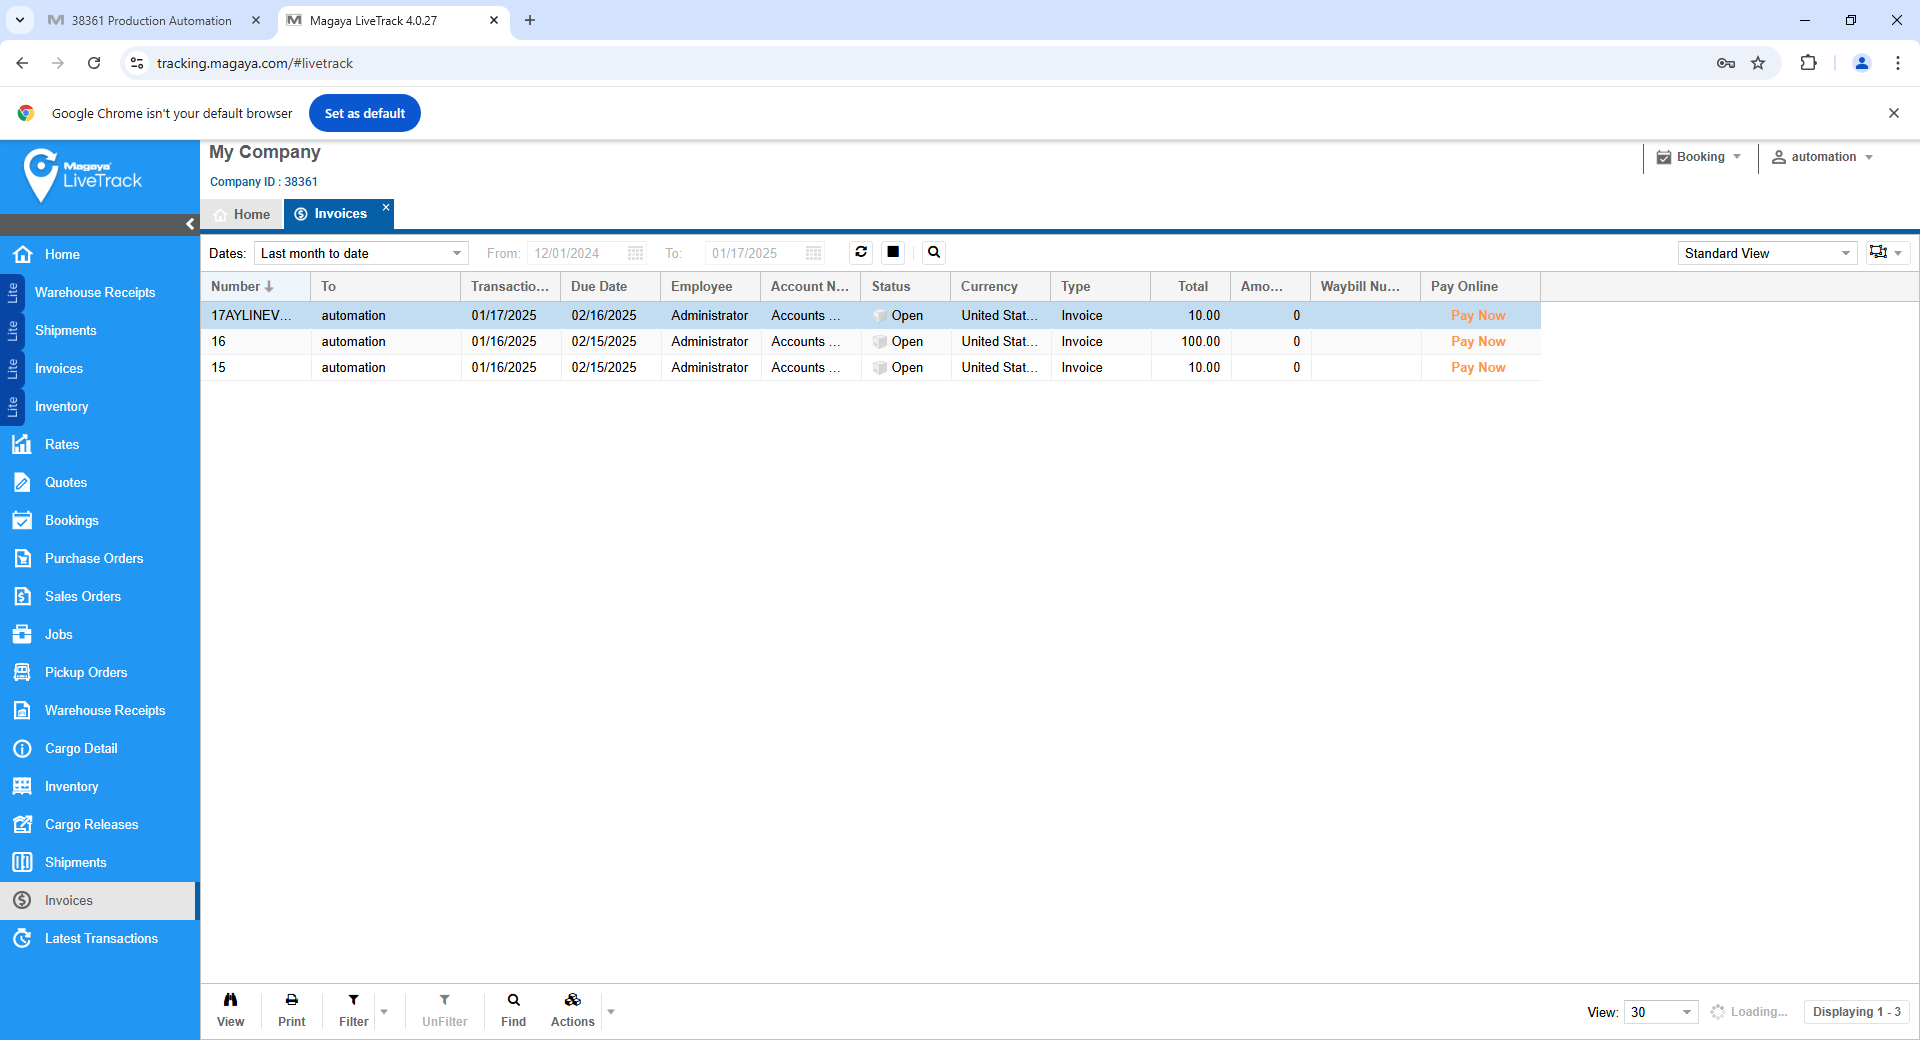 38361 Production Automation
Magaya LiveTrack 4.0.27
tracking.magaya.com/#livetrack
Google Chrome isn't your default browser
Set as default
Magaya
LiveTrack
My Company
Company ID : 38361
Booking
automation
Home
Invoices
Dates:
Last month to date
From:
12/01/2024
To:
01/17/2025
Standard View
Number To Transactio... Due Date Employee Account N... Status Currency Type Total Amo... Waybill Nu... Pay Online
17AYLINEV... automation 01/17/2025 02/16/2025 Administrator Accounts ... Open United Stat... Invoice 10.00 0 Pay Now
16 automation 01/16/2025 02/15/2025 Administrator Accounts ... Open United Stat... Invoice 100.00 0 Pay Now
15 automation 01/16/2025 02/15/2025 Administrator Accounts ... Open United Stat... Invoice 10.00 0 Pay Now
Home
Lite Warehouse Receipts
Lite Shipments
Lite Invoices
Lite Inventory
Rates
Quotes
Bookings
Purchase Orders
Sales Orders
Jobs
Pickup Orders
Warehouse Receipts
Cargo Detail
Inventory
Cargo Releases
Shipments
Invoices
Latest Transactions
View
Print
Filter
UnFilter
Find
Actions
View:
30
Loading...
Displaying 1 - 3